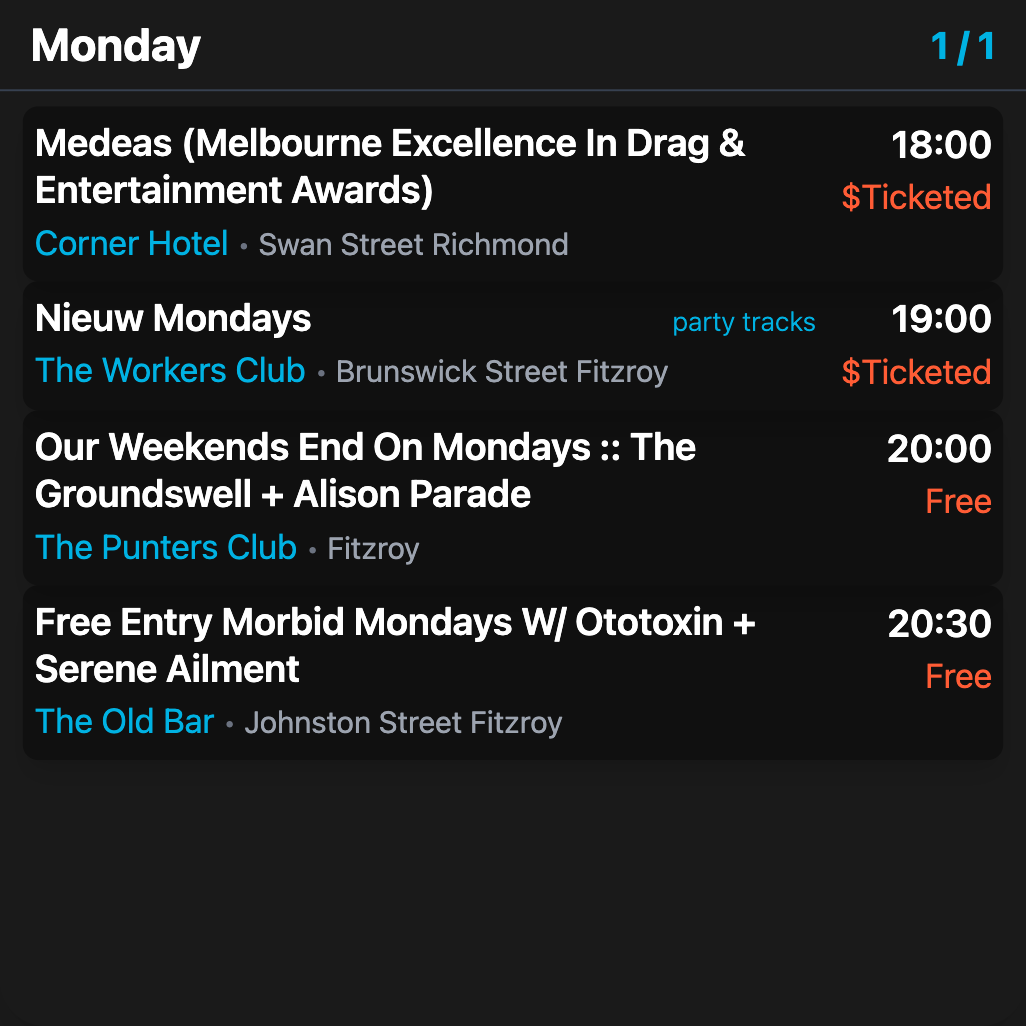 Monday 1 / 1
Medeas (Melbourne Excellence In Drag & 18:00
Entertainment Awards) $Ticketed
Corner Hotel • Swan Street Richmond
Nieuw Mondays party tracks 19:00
The Workers Club • Brunswick Street Fitzroy $Ticketed
Our Weekends End On Mondays :: The 20:00
Groundswell + Alison Parade Free
The Punters Club • Fitzroy
Free Entry Morbid Mondays W/ Ototoxin + 20:30
Serene Ailment Free
The Old Bar • Johnston Street Fitzroy